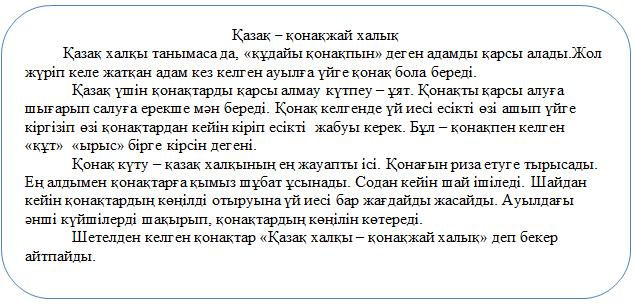 Қазақ – қонақжай халық
Қазақ халқы танымаса да, «құдайы қонақпын» деген адамды қарсы алады.Жол
жүріп келе жатқан адам кез келген ауылға үйге қонақ бола береді.
Қазақ үшін қонақтарды қарсы алмау күтпеу – ұят. Қонақты қарсы алуға
шығарып салуға ерекше мән береді. Қонақ келгенде үй иесі есікті өзі ашып үйге
кіргізіп өзі қонақтардан кейін кіріп есікті жабуы керек. Бұл – қонақпен келген
«құт» «ырыс» бірге кірсін дегені.
Қонақ күту – қазақ халқының ең жауапты ісі. Қонағын риза етуге тырысады.
Ең алдымен қонақтарға қымыз шұбат ұсынады. Содан кейін шай ішіледі. Шайдан
кейін қонақтардың көңілді отыруына үй иесі бар жағдайды жасайды. Ауылдағы
әнші күйшілерді шақырып, қонақтардың көңілін көтереді.
Шетелден келген қонақтар «Қазақ халқы – қонақжай халық» деп бекер
айтпайды.